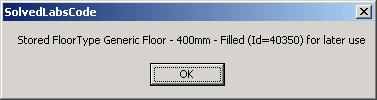 SolvedLabsCode
Stored FloorType Generic Floor - 400mm - Filled (Id=40350) for later use
OK